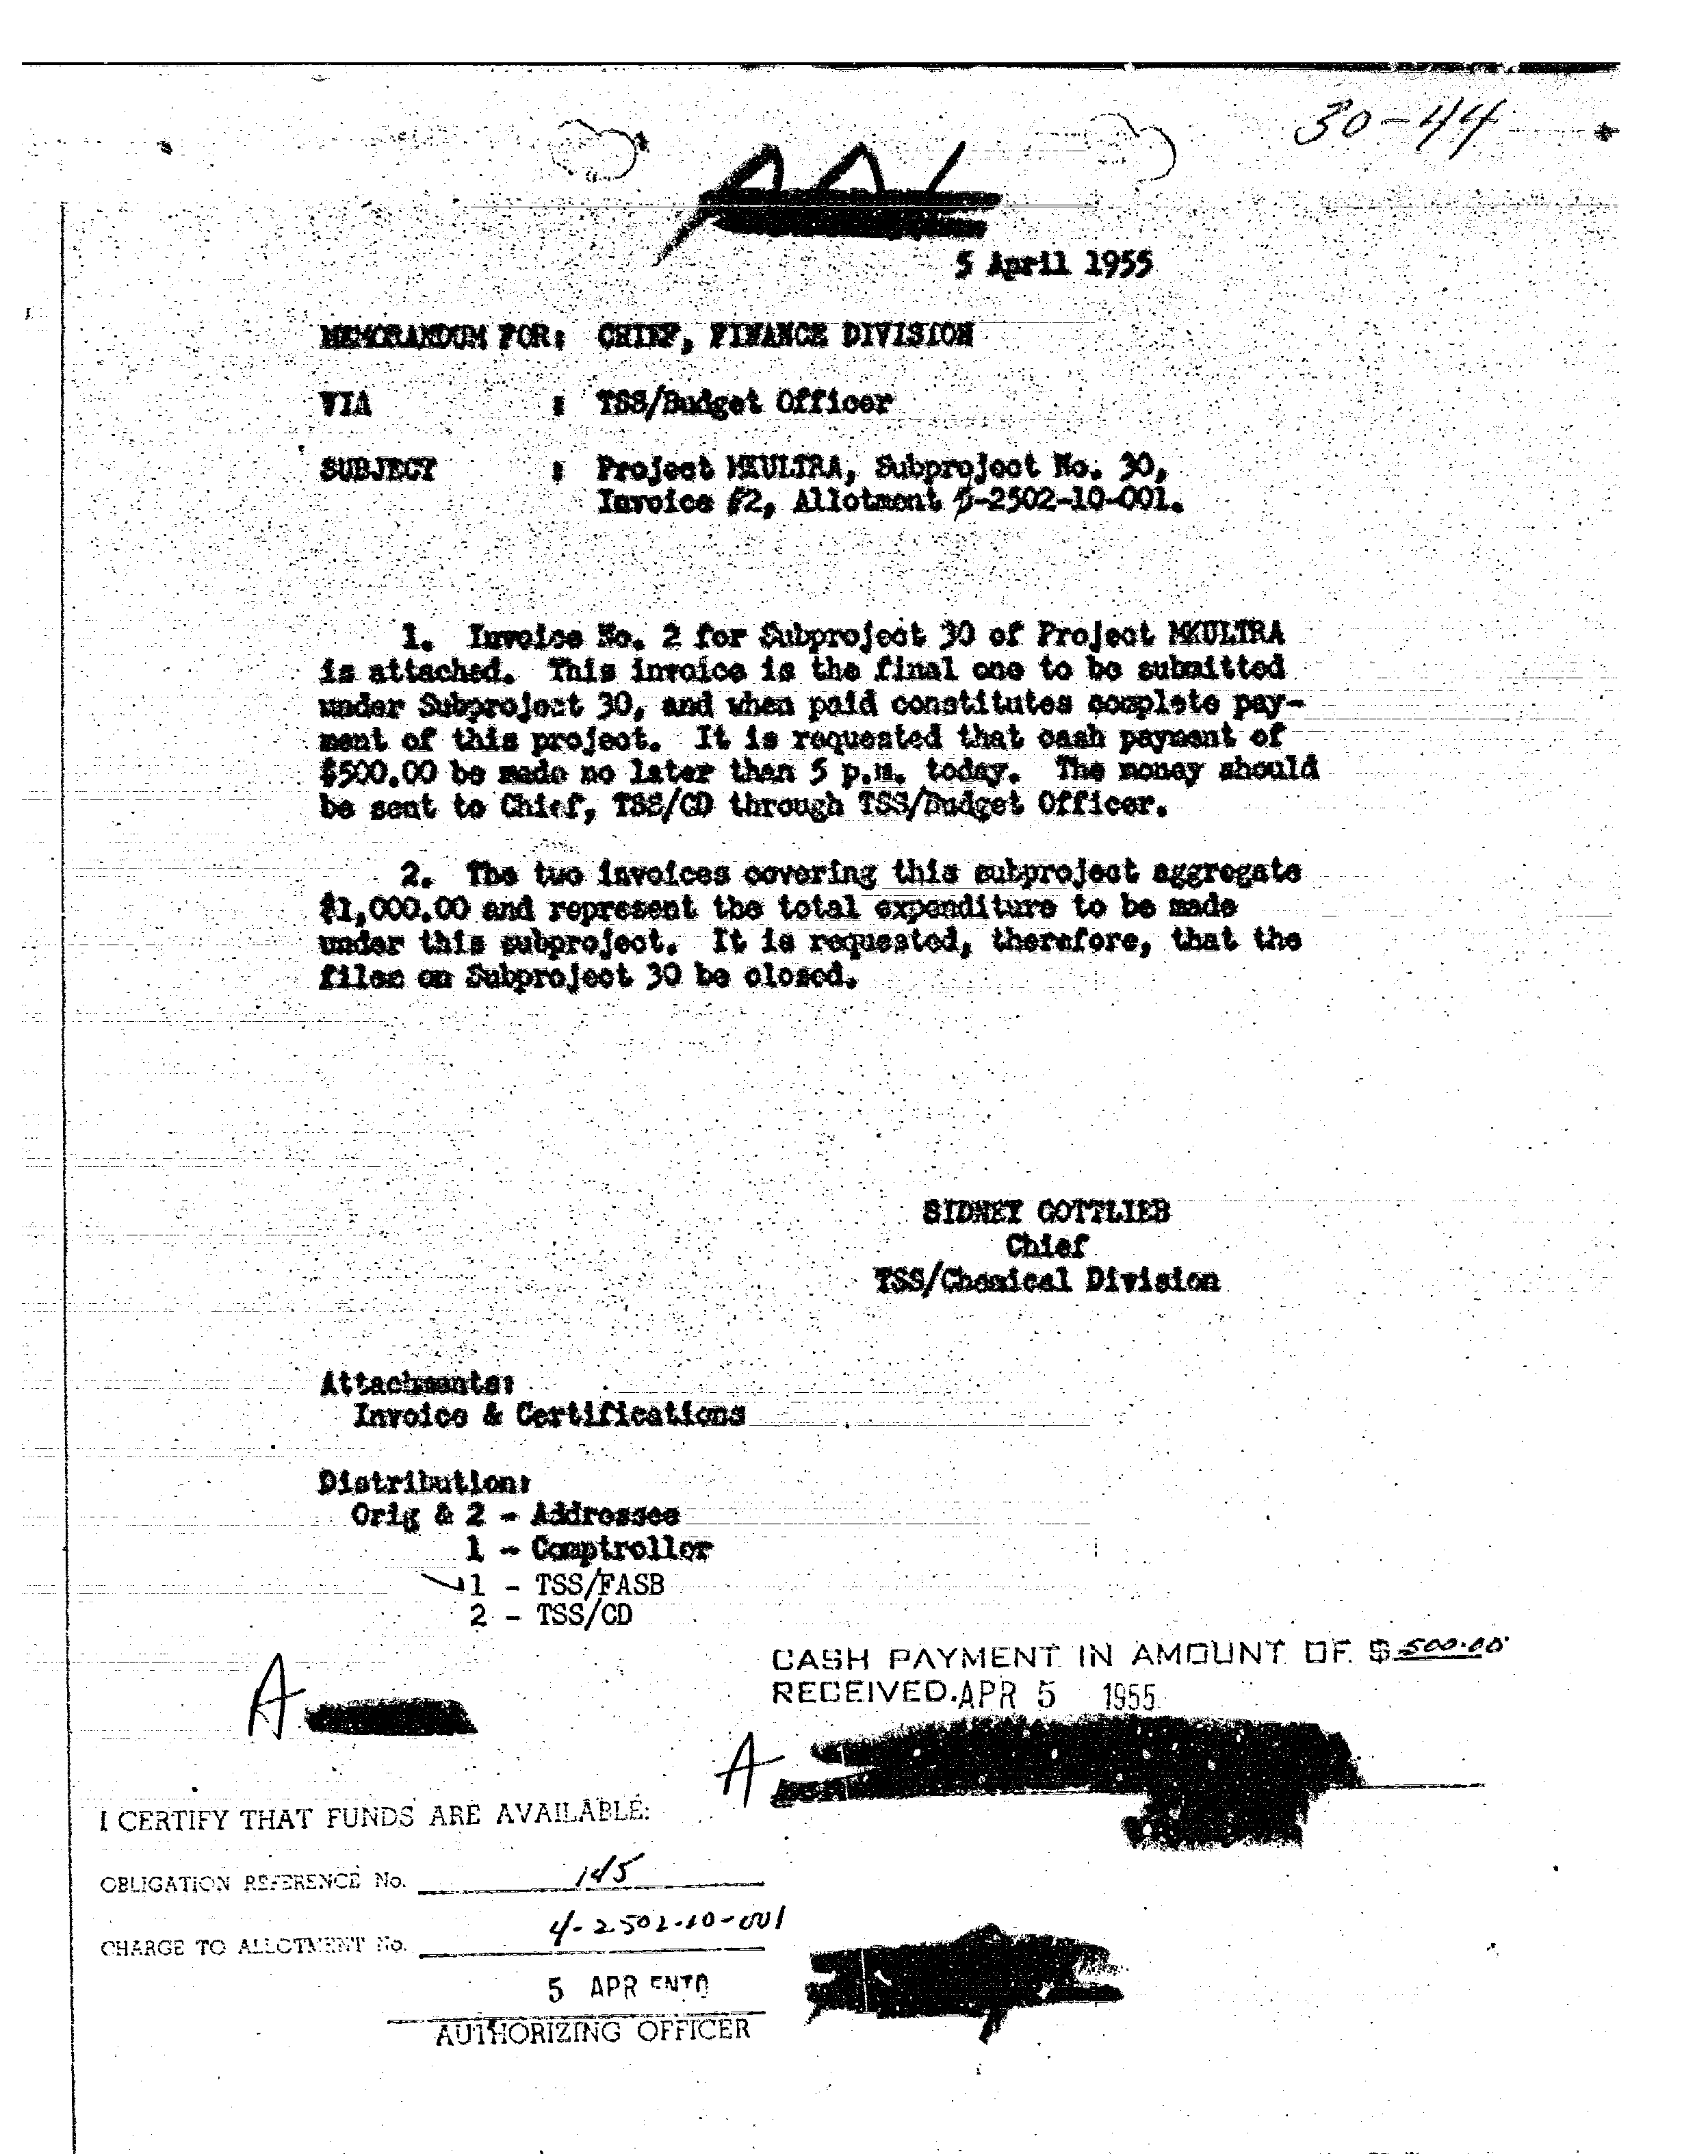 30-44
5 April 1955
MEMORANDUM FOR: CHIEF, FINANCE DIVISION
VIA : TSS/Budget Officer
SUBJECT : Project MKULTRA, Subproject No. 30,
Invoice #2, Allotment -2502-10-001.
1. Invoice No. 2 for Subproject 30 of Project MKULTRA
is attached. This invoice is the final one to be submitted
under Subproject 30, and when paid constitutes complete pay-
ment of this project. It is requested that cash payment of
$500.00 be made no later than 5 p.m. today. The money should
be sent to Chief, TSS/CD through TSS/Budget Officer.
2. The two invoices covering this subproject aggregate
$1,000.00 and represent the total expenditure to be made
under this subproject. It is requested, therefore, that the
files on Subproject 30 be closed.
SIDNEY GOTTLIEB
Chief
TSS/Chemical Division
Attachments:
Invoice & Certifications
Distribution:
Orig & 2 - Addressee
1 - Comptroller
1 - TSS/FASB
2 - TSS/CD
CASH PAYMENT IN AMOUNT OF $ 500.00
RECEIVED. APR 5 1955
A
A
I CERTIFY THAT FUNDS ARE AVAILABLE:
OBLIGATION REFERENCE No. 145
CHARGE TO ALLOTMENT No. 4-2502-10-001
5 APR
AUTHORIZING OFFICER